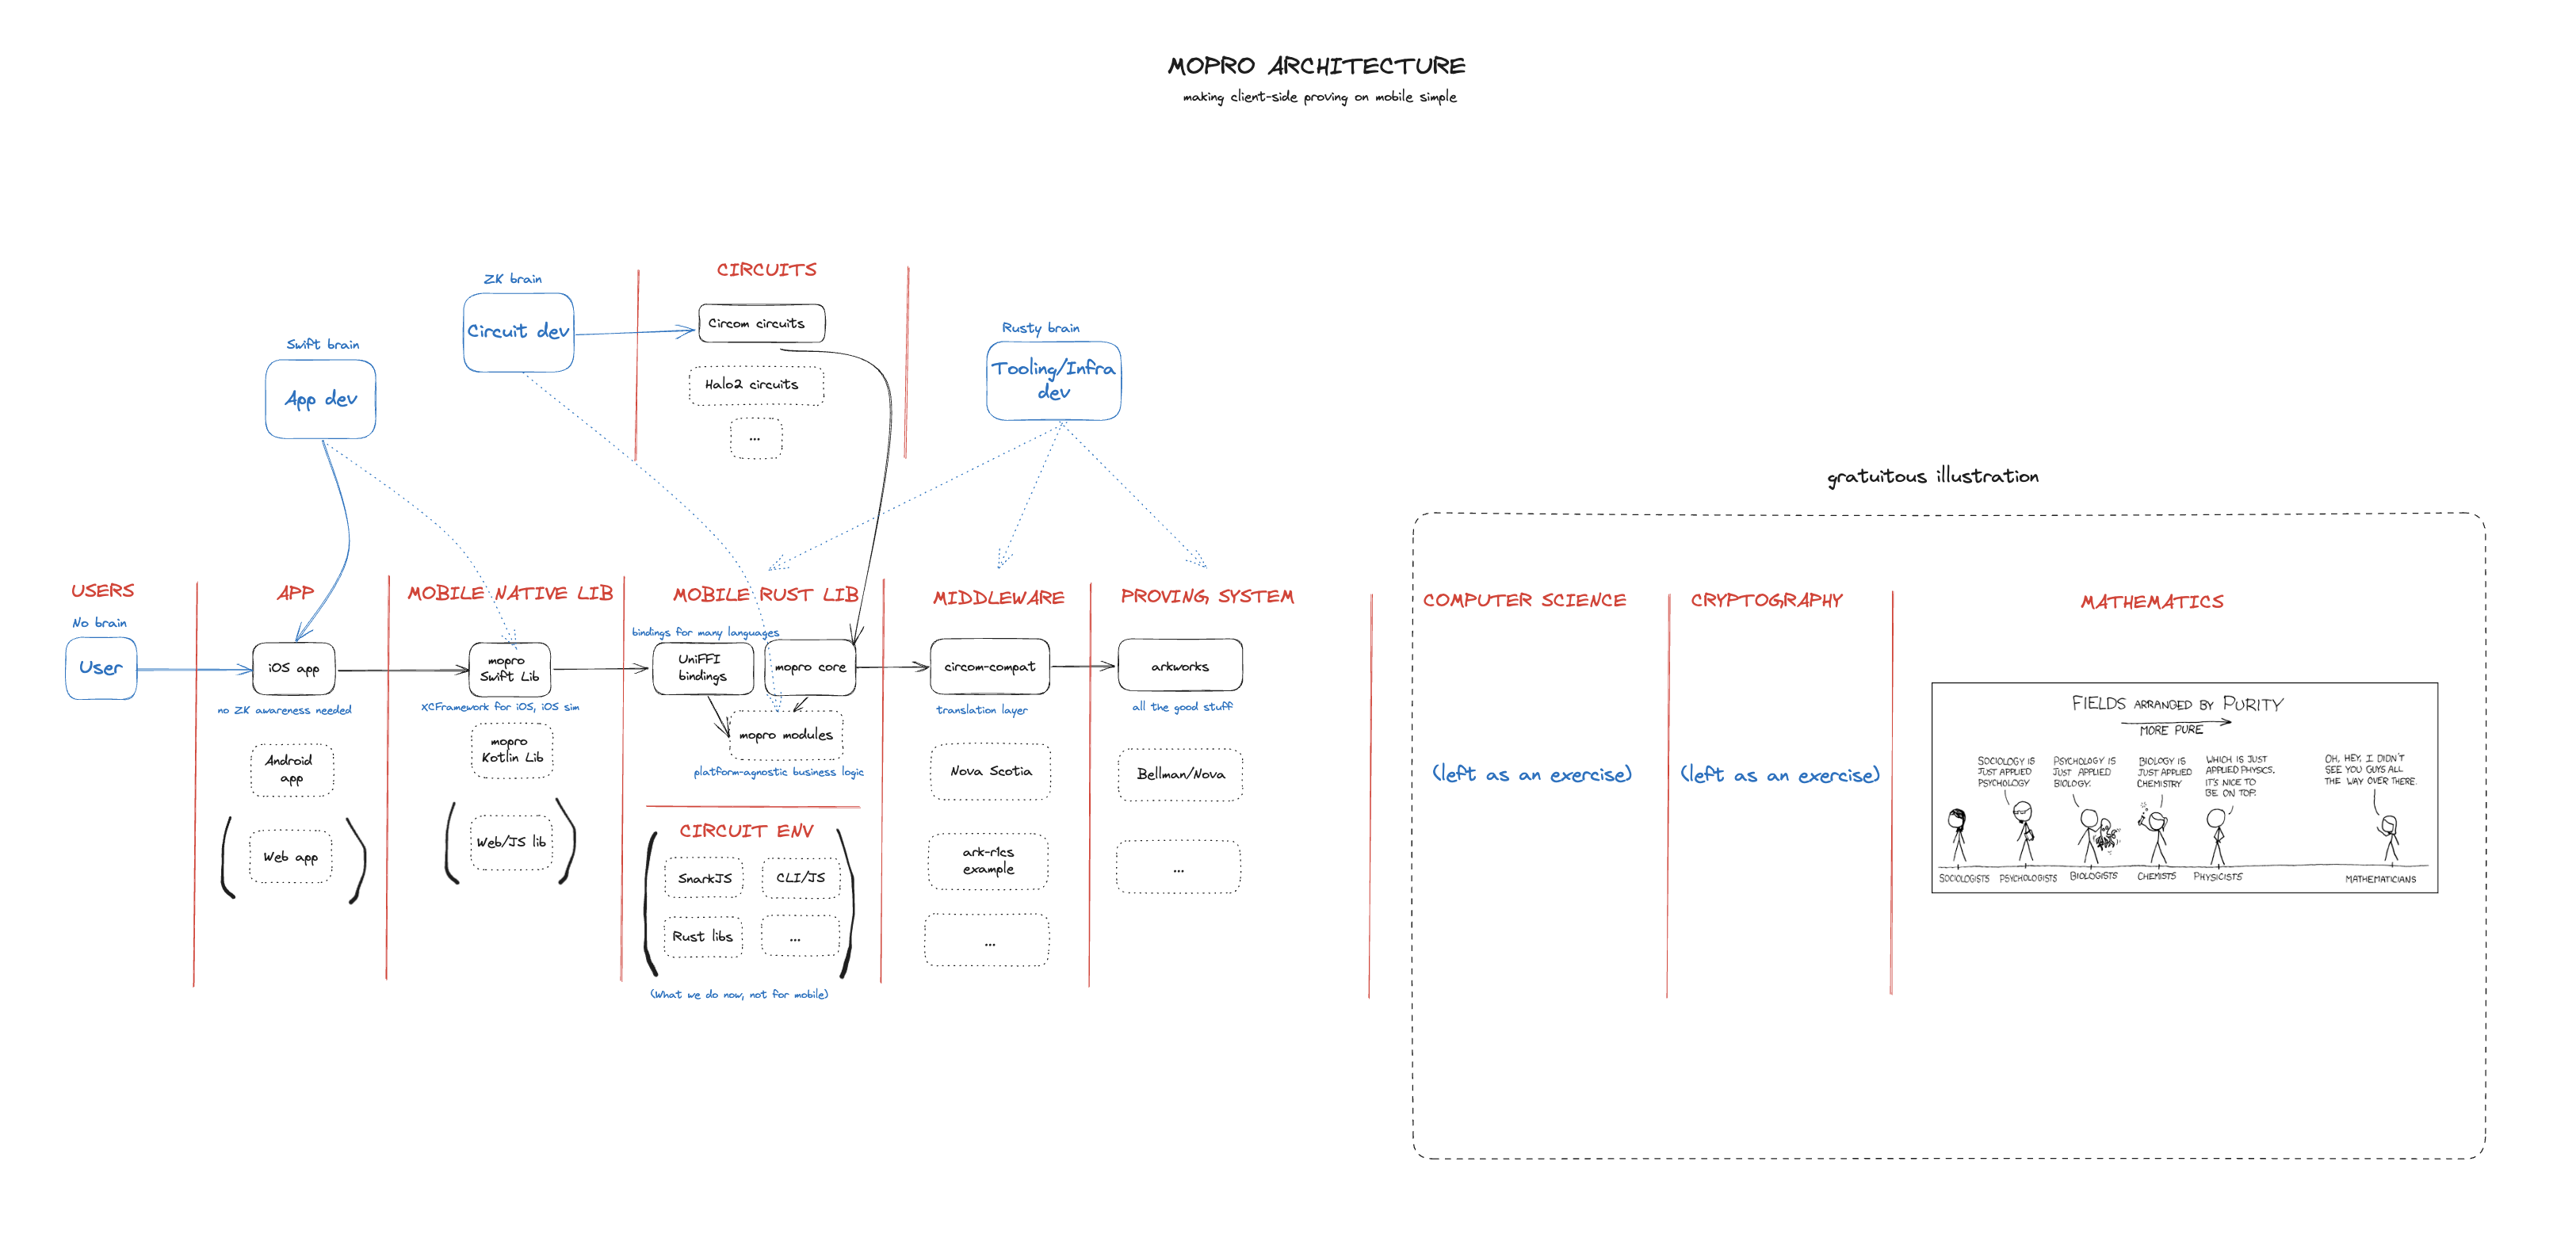 MOPRO ARCHITECTURE
making client-side proving on mobile simple
CIRCUITS
ZK brain
Circuit dev
Circom circuits
Halo2 circuits
...
Swift brain
App dev
Rusty brain
Tooling/Infra
dev
gratuitous illustration
USERS
No brain
User
APP
iOS app
no ZK awareness needed
Android
app
Web app
MOBILE NATIVE LIB
mopro
Swift Lib
XCFramework for iOS, iOS sim
mopro
Kotlin Lib
Web/JS lib
MOBILE RUST LIB
bindings for many languages
UniFFI
bindings
mopro core
mopro modules
platform-agnostic business logic
CIRCUIT ENV
SnarkJS
CLI/JS
Rust libs
...
(What we do now, not for mobile)
MIDDLEWARE
circom-compat
translation layer
Nova Scotia
ark-r1cs
example
...
PROVING SYSTEM
arkworks
all the good stuff
Bellman/Nova
...
COMPUTER SCIENCE
(left as an exercise)
CRYPTOGRAPHY
(left as an exercise)
MATHEMATICS
FIELDS ARRANGED BY PURITY
MORE PURE
SOCIOLOGY IS
JUST APPLIED
PSYCHOLOGY
PSYCHOLOGY IS
JUST APPLIED
BIOLOGY.
BIOLOGY IS
JUST APPLIED
CHEMISTRY
WHICH IS JUST
APPLIED PHYSICS.
IT'S NICE TO
BE ON TOP.
OH, HEY, I DIDN'T
SEE YOU GUYS ALL
THE WAY OVER THERE.
SOCIOLOGISTS
PSYCHOLOGISTS
BIOLOGISTS
CHEMISTS
PHYSICISTS
MATHEMATICIANS